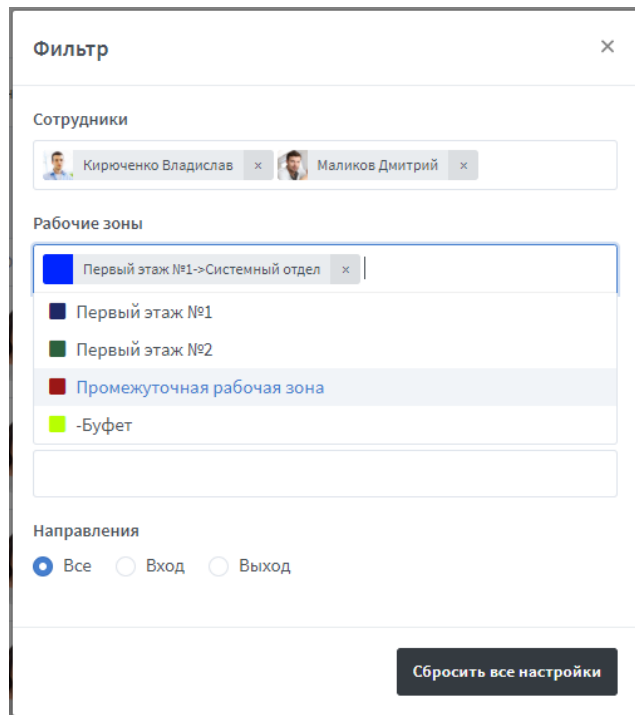 Фильтр
×
Сотрудники
Кирюченко Владислав × Маликов Дмитрий ×
Рабочие зоны
Первый этаж №1->Системный отдел ×
Первый этаж №1
Первый этаж №2
Промежуточная рабочая зона
-Буфет
Направления
Все Вход Выход
Сбросить все настройки